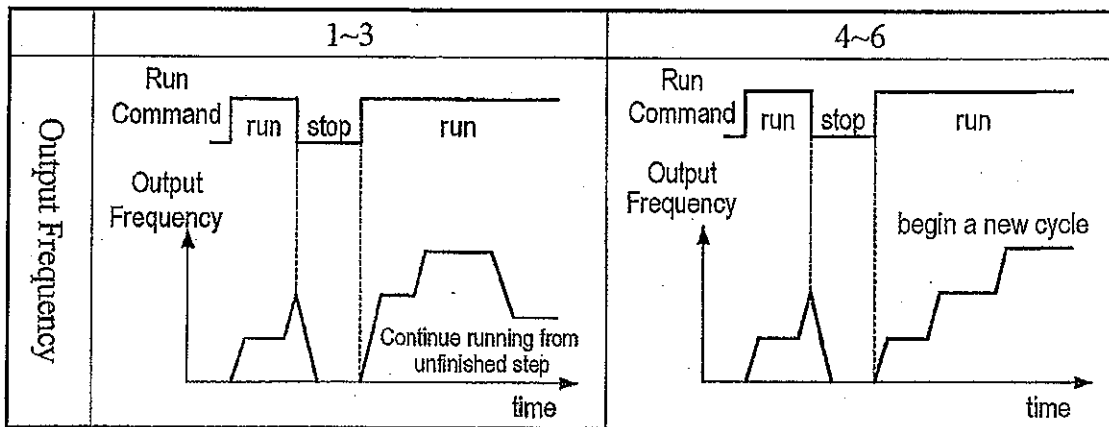 1~3
4~6
Output Frequency
Run
Command
run
stop
run
Output
Frequency
Continue running from
unfinished step
time
Run
Command
run
stop
run
Output
Frequency
begin a new cycle
time